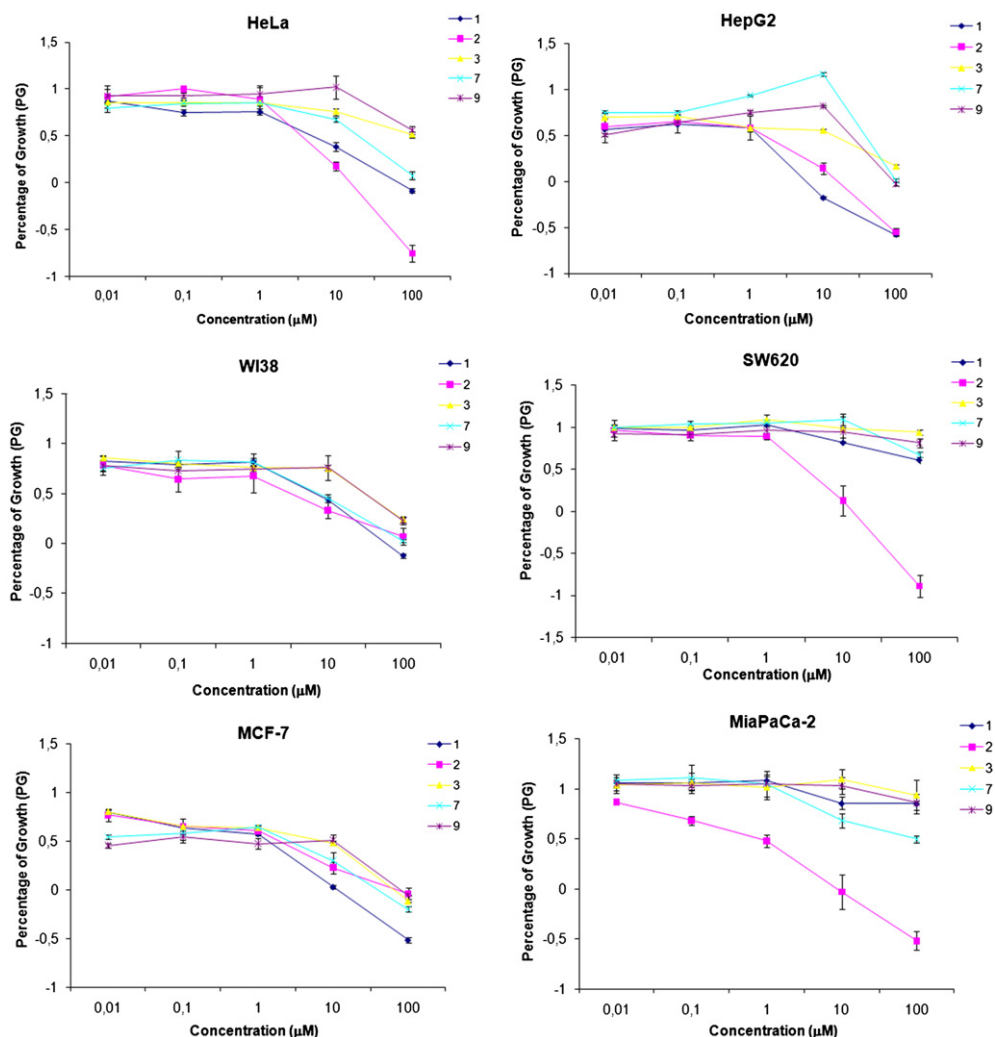 HeLa
Percentage of Growth (PG)
1,5
1
0,5
0
-0,5
-1
0,01 0,1 1 10 100
Concentration (µM)
1
2
3
7
9
HepG2
Percentage of Growth (PG)
1,5
1
0,5
0
-0,5
-1
0,01 0,1 1 10 100
Concentration (µM)
1
2
3
7
9
WI38
Percentage of Growth (PG)
1,5
1
0,5
0
-0,5
-1
0,01 0,1 1 10 100
Concentration (µM)
1
2
3
7
9
SW620
Percentage of Growth (PG)
1,5
1
0,5
0
-0,5
-1
-1,5
0,01 0,1 1 10 100
Concentration (µM)
1
2
3
7
9
MCF-7
Percentage of Growth (PG)
1,5
1
0,5
0
-0,5
-1
0,01 0,1 1 10 100
Concentration (µM)
1
2
3
7
9
MiaPaCa-2
Percentage of Growth (PG)
1,5
1
0,5
0
-0,5
-1
0,01 0,1 1 10 100
Concentration (µM)
1
2
3
7
9